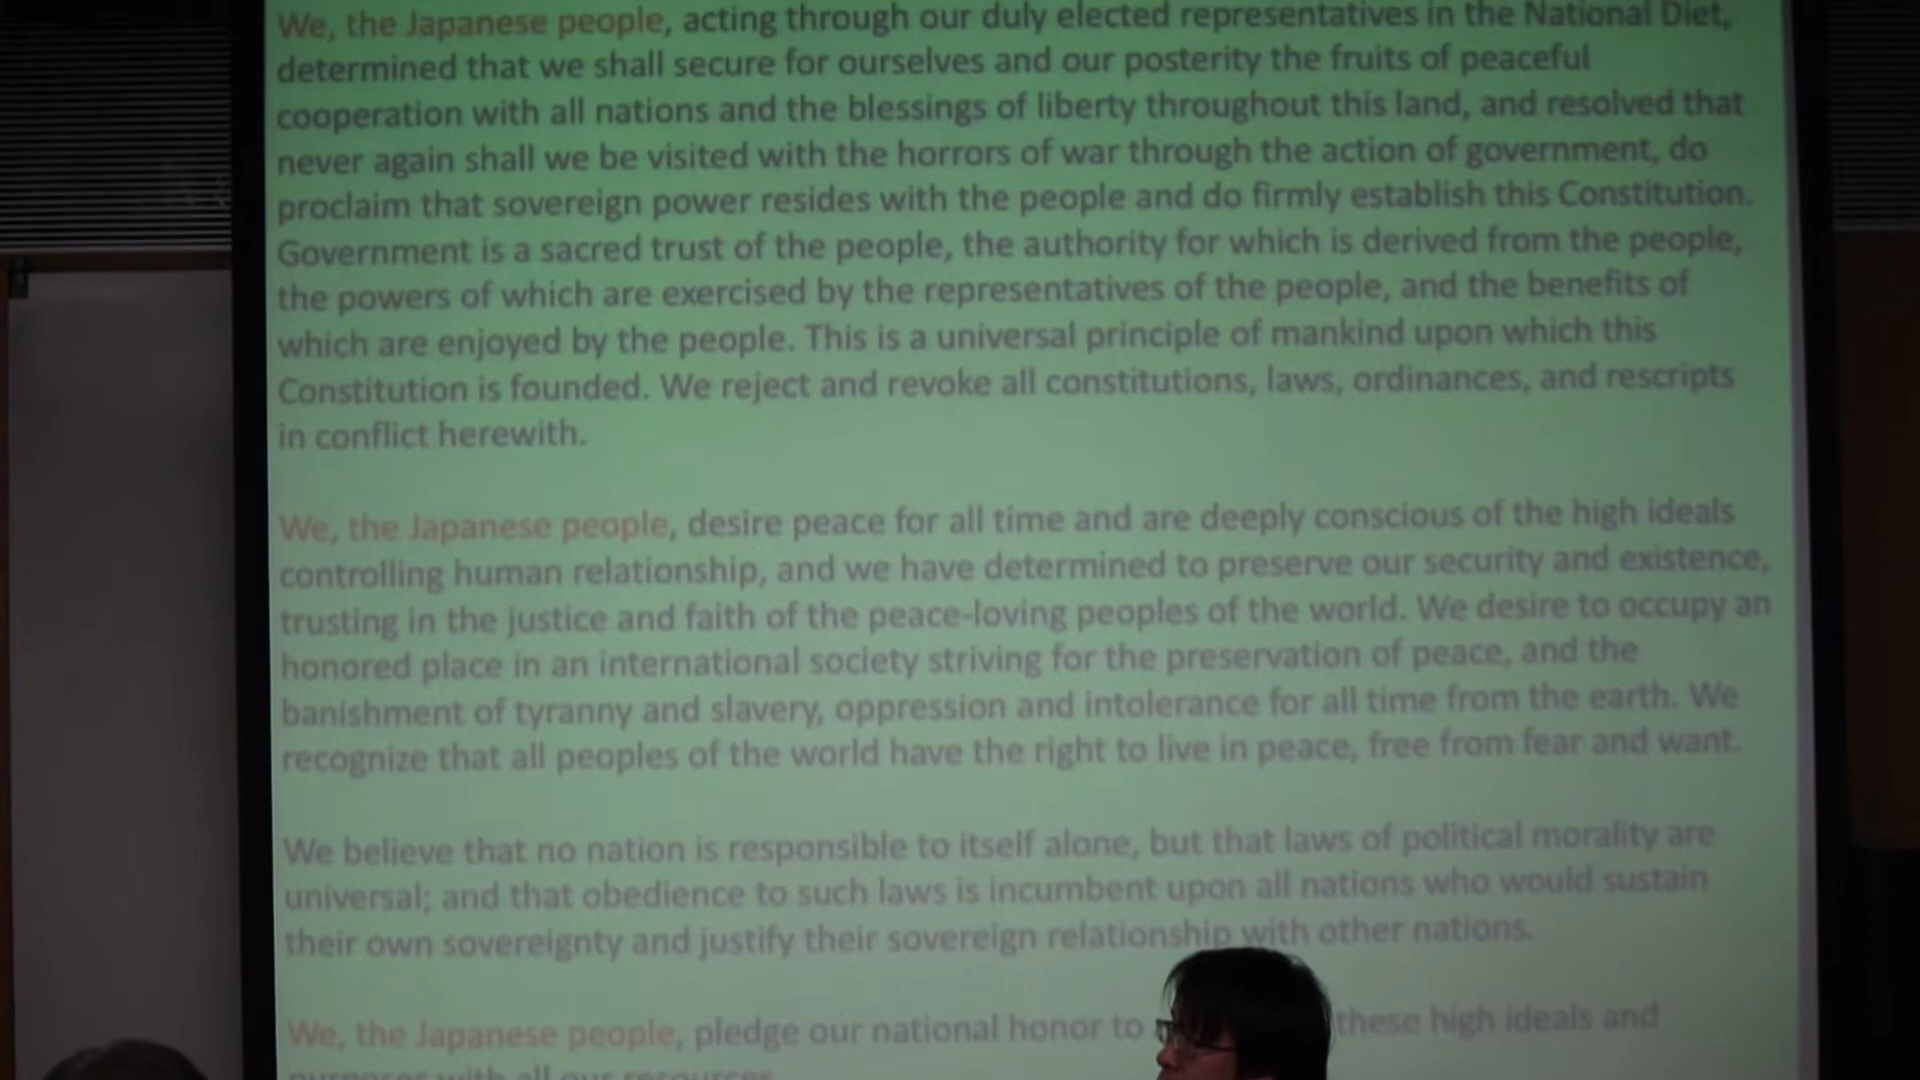 We, the Japanese people, acting through our duly elected representatives in the National Diet,
determined that we shall secure for ourselves and our posterity the fruits of peaceful
cooperation with all nations and the blessings of liberty throughout this land, and resolved that
never again shall we be visited with the horrors of war through the action of government, do
proclaim that sovereign power resides with the people and do firmly establish this Constitution.
Government is a sacred trust of the people, the authority for which is derived from the people,
the powers of which are exercised by the representatives of the people, and the benefits of
which are enjoyed by the people. This is a universal principle of mankind upon which this
Constitution is founded. We reject and revoke all constitutions, laws, ordinances, and rescripts
in conflict herewith.
We, the Japanese people, desire peace for all time and are deeply conscious of the high ideals
controlling human relationship, and we have determined to preserve our security and existence,
trusting in the justice and faith of the peace-loving peoples of the world. We desire to occupy an
honored place in an international society striving for the preservation of peace, and the
banishment of tyranny and slavery, oppression and intolerance for all time from the earth. We
recognize that all peoples of the world have the right to live in peace, free from fear and want.
We believe that no nation is responsible to itself alone, but that laws of political morality are
universal; and that obedience to such laws is incumbent upon all nations who would sustain
their own sovereignty and justify their sovereign relationship with other nations.
We, the Japanese people, pledge our national honor to these high ideals and
purposes with all our resources